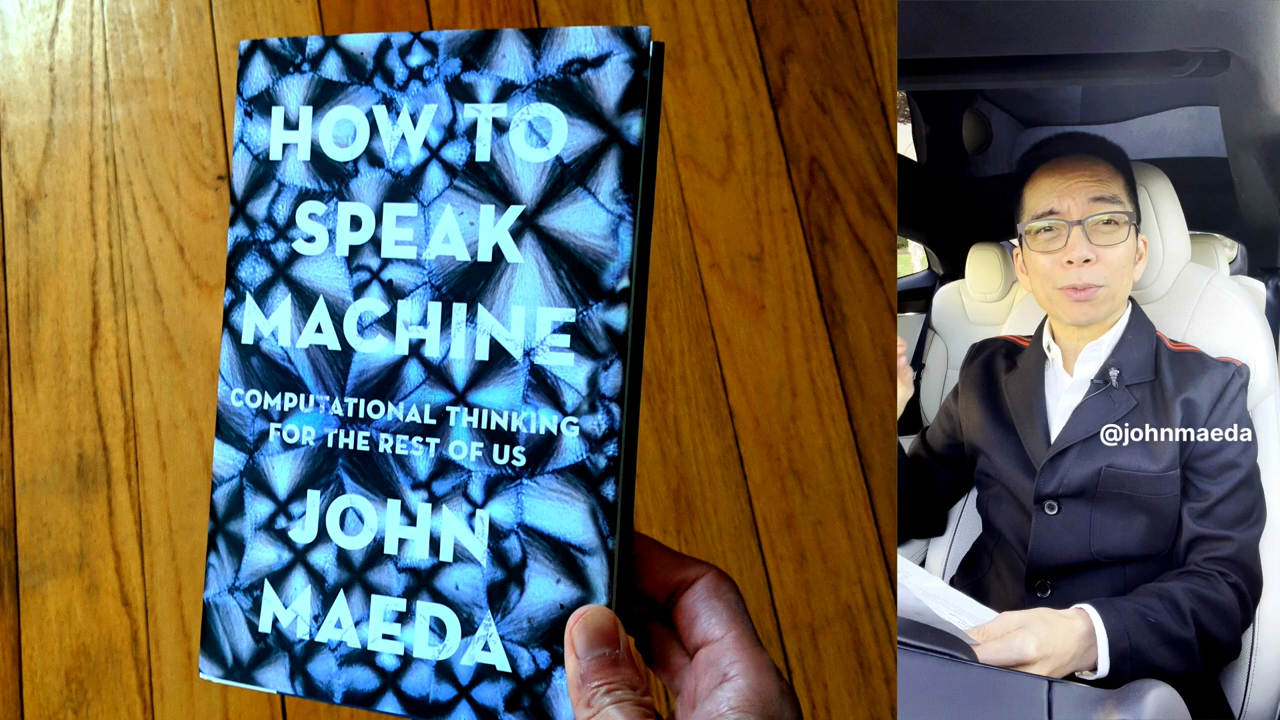 HOW TO
SPEAK
MACHINE
COMPUTATIONAL THINKING
FOR THE REST OF US
JOHN
MAEDA
@johnmaeda